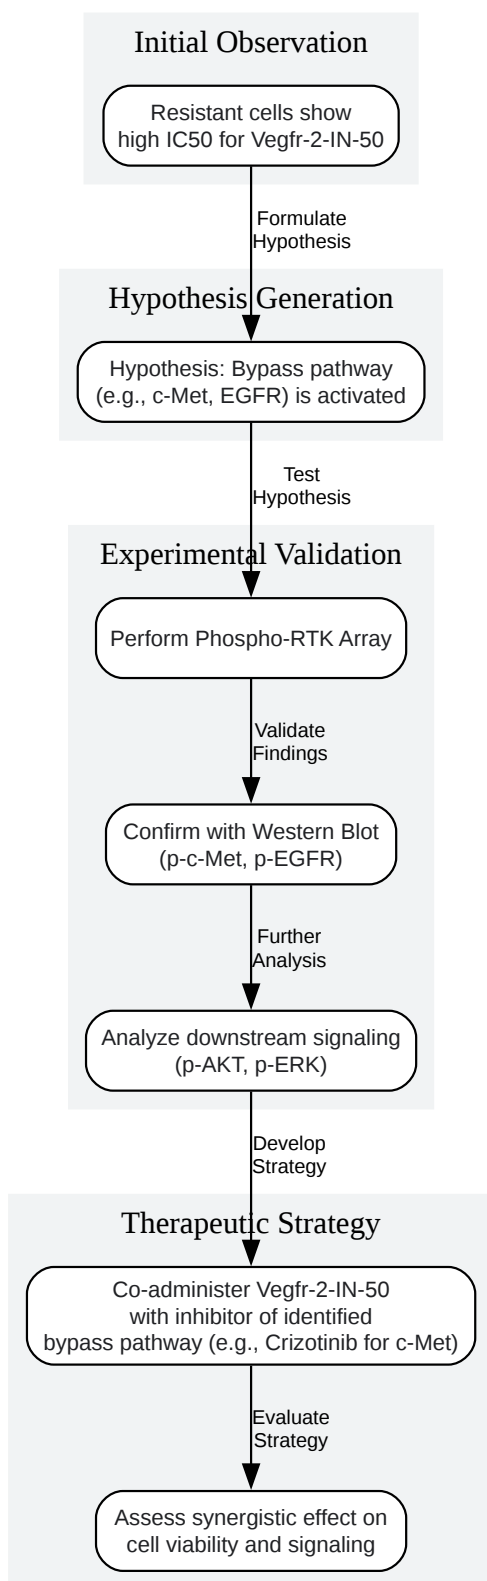 Initial Observation
Resistant cells show
high IC50 for Vegfr-2-IN-50
Formulate
Hypothesis
Hypothesis Generation
Hypothesis: Bypass pathway
(e.g., c-Met, EGFR) is activated
Test
Hypothesis
Experimental Validation
Perform Phospho-RTK Array
Validate
Findings
Confirm with Western Blot
(p-c-Met, p-EGFR)
Further
Analysis
Analyze downstream signaling
(p-AKT, p-ERK)
Develop
Strategy
Therapeutic Strategy
Co-administer Vegfr-2-IN-50
with inhibitor of identified
bypass pathway (e.g., Crizotinib for c-Met)
Evaluate
Strategy
Assess synergistic effect on
cell viability and signaling